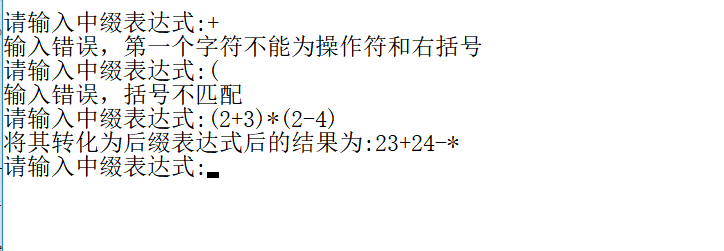 请输入中缀表达式:+
输入错误，第一个字符不能为操作符和右括号
请输入中缀表达式:(
输入错误，括号不匹配
请输入中缀表达式:(2+3)*(2-4)
将其转化为后缀表达式后的结果为:23+24-*
请输入中缀表达式: